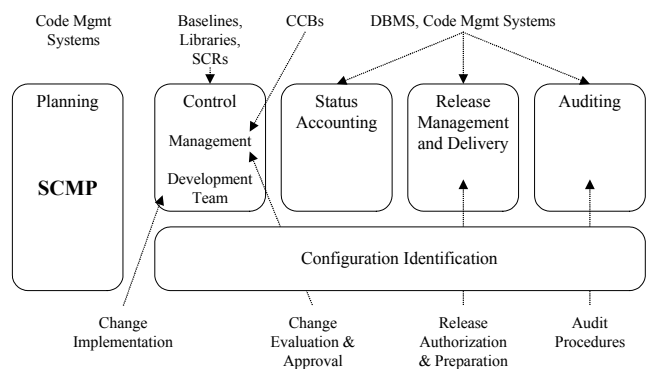 Code Mgmt
Systems
Baselines,
Libraries,
SCRs
CCBs
DBMS, Code Mgmt Systems
Planning
SCMP
Control
Management
Development
Team
Status
Accounting
Release
Management
and Delivery
Auditing
Configuration Identification
Change
Implementation
Change
Evaluation &
Approval
Release
Authorization
& Preparation
Audit
Procedures